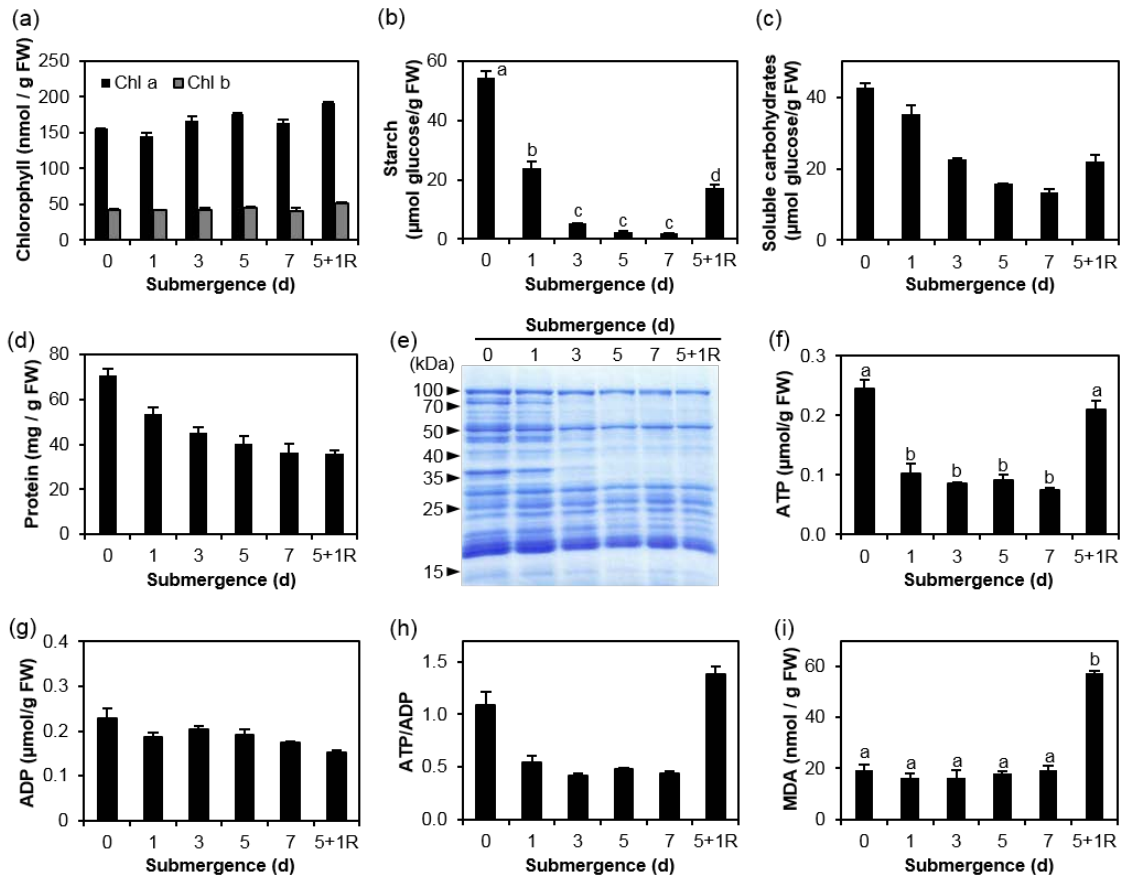 (a)
Chlorophyll (nmol / g FW)
250
200
150
100
50
0
Chl a Chl b
0 1 3 5 7 5+1R
Submergence (d)
(b)
Starch
(µmol glucose/g FW)
60
40
20
0
a
b
c
c
c
d
0 1 3 5 7 5+1R
Submergence (d)
(c)
Soluble carbohydrates
(µmol glucose/g FW)
40
20
0
0 1 3 5 7 5+1R
Submergence (d)
(d)
Protein (mg / g FW)
80
60
40
20
0
0 1 3 5 7 5+1R
Submergence (d)
(e)
Submergence (d)
0 1 3 5 7 5+1R
(kDa)
100
70
50
40
35
25
15
(f)
ATP (µmol/g FW)
0.3
0.2
0.1
0.0
a
b
b
b
b
a
0 1 3 5 7 5+1R
Submergence (d)
(g)
ADP (µmol/g FW)
0.4
0.3
0.2
0.1
0
0 1 3 5 7 5+1R
Submergence (d)
(h)
ATP/ADP
1.5
1.0
0.5
0.0
0 1 3 5 7 5+1R
Submergence (d)
(i)
MDA (nmol / g FW)
60
40
20
0
a
a
a
a
a
b
0 1 3 5 7 5+1R
Submergence (d)